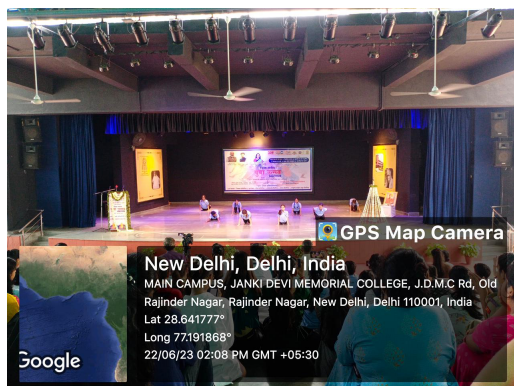 GPS Map Camera
New Delhi, Delhi, India
MAIN CAMPUS, JANKI DEVI MEMORIAL COLLEGE, J.D.M.C Rd, Old
Rajinder Nagar, Rajinder Nagar, New Delhi, Delhi 110001, India
Lat 28.641777°
Long 77.191868°
22/06/23 02:08 PM GMT +05:30
Google